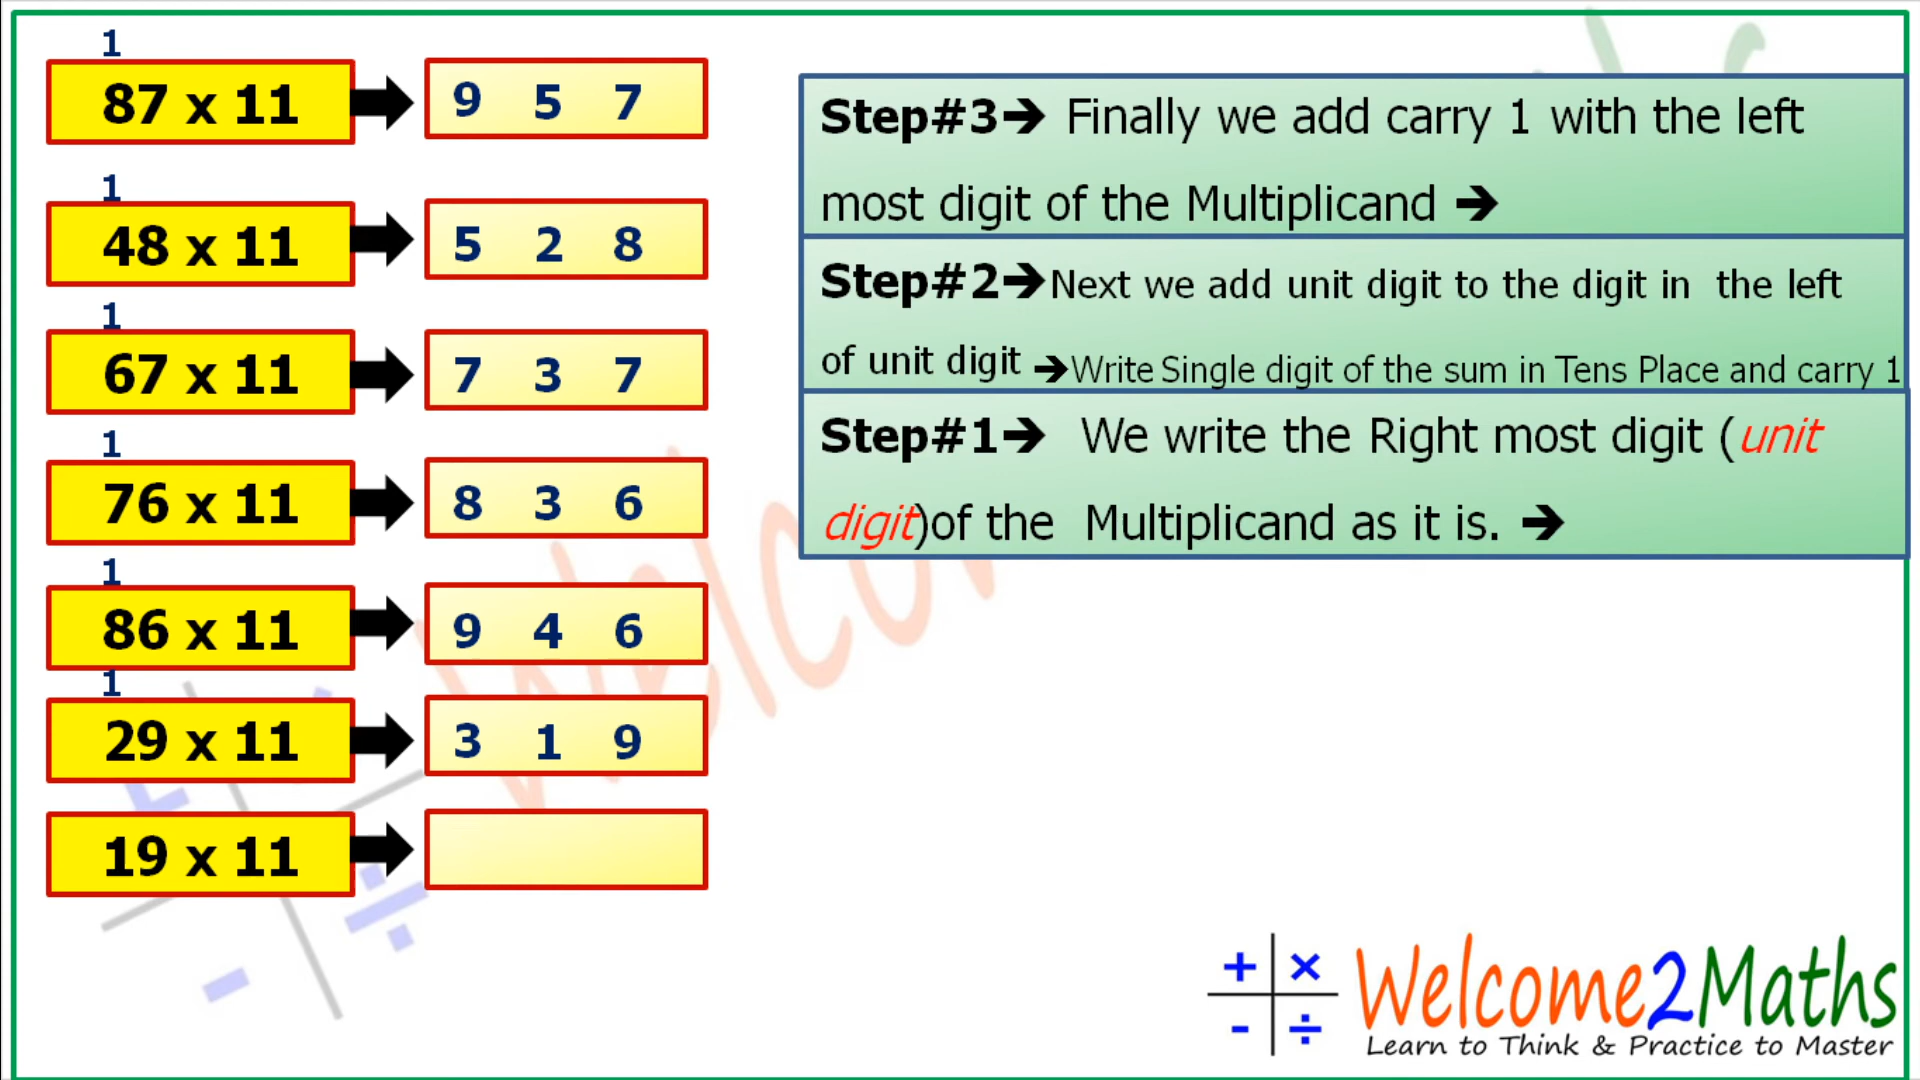 1
87 x 11 9 5 7
1
48 x 11 5 2 8
1
67 x 11 7 3 7
1
76 x 11 8 3 6
1
86 x 11 9 4 6
1
29 x 11 3 1 9
19 x 11
Step#3➔ Finally we add carry 1 with the left
most digit of the Multiplicand ➔
Step#2➔Next we add unit digit to the digit in the left
of unit digit ➔Write Single digit of the sum in Tens Place and carry 1
Step#1➔ We write the Right most digit (unit
digit)of the Multiplicand as it is. ➔
+ ×
- ÷
Welcome2Maths
Learn to Think & Practice to Master